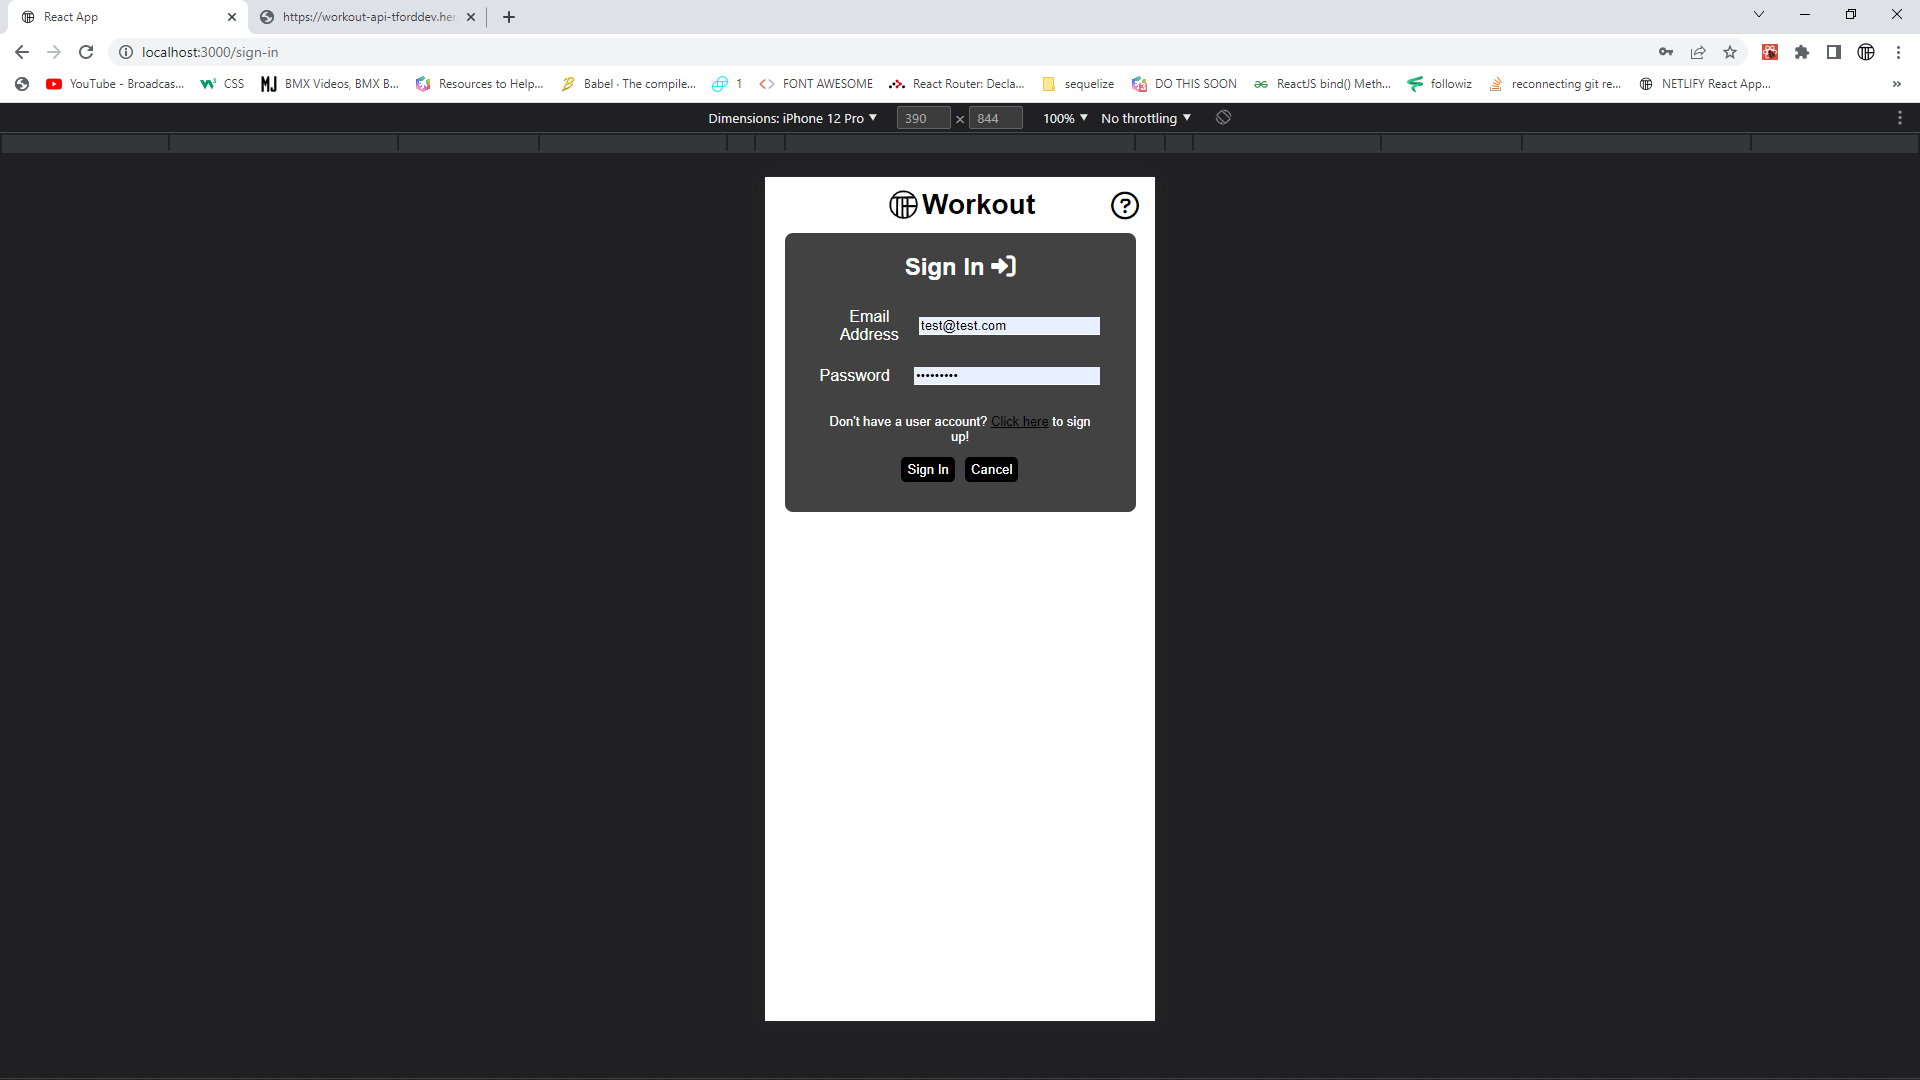 React App
https://workout-api-tforddev.her
localhost:3000/sign-in
YouTube - Broadcas... CSS BMX Videos, BMX B... Resources to Help... Babel · The compile... 1 FONT AWESOME React Router: Decla... sequelize DO THIS SOON ReactJS bind() Meth... followiz reconnecting git re... NETLIFY React App... »
Dimensions: iPhone 12 Pro ▼ 390 × 844 100% ▼ No throttling ▼
Workout ?
Sign In
Email
Address
test@test.com
Password •••••••••
Don't have a user account? Click here to sign
up!
Sign In Cancel